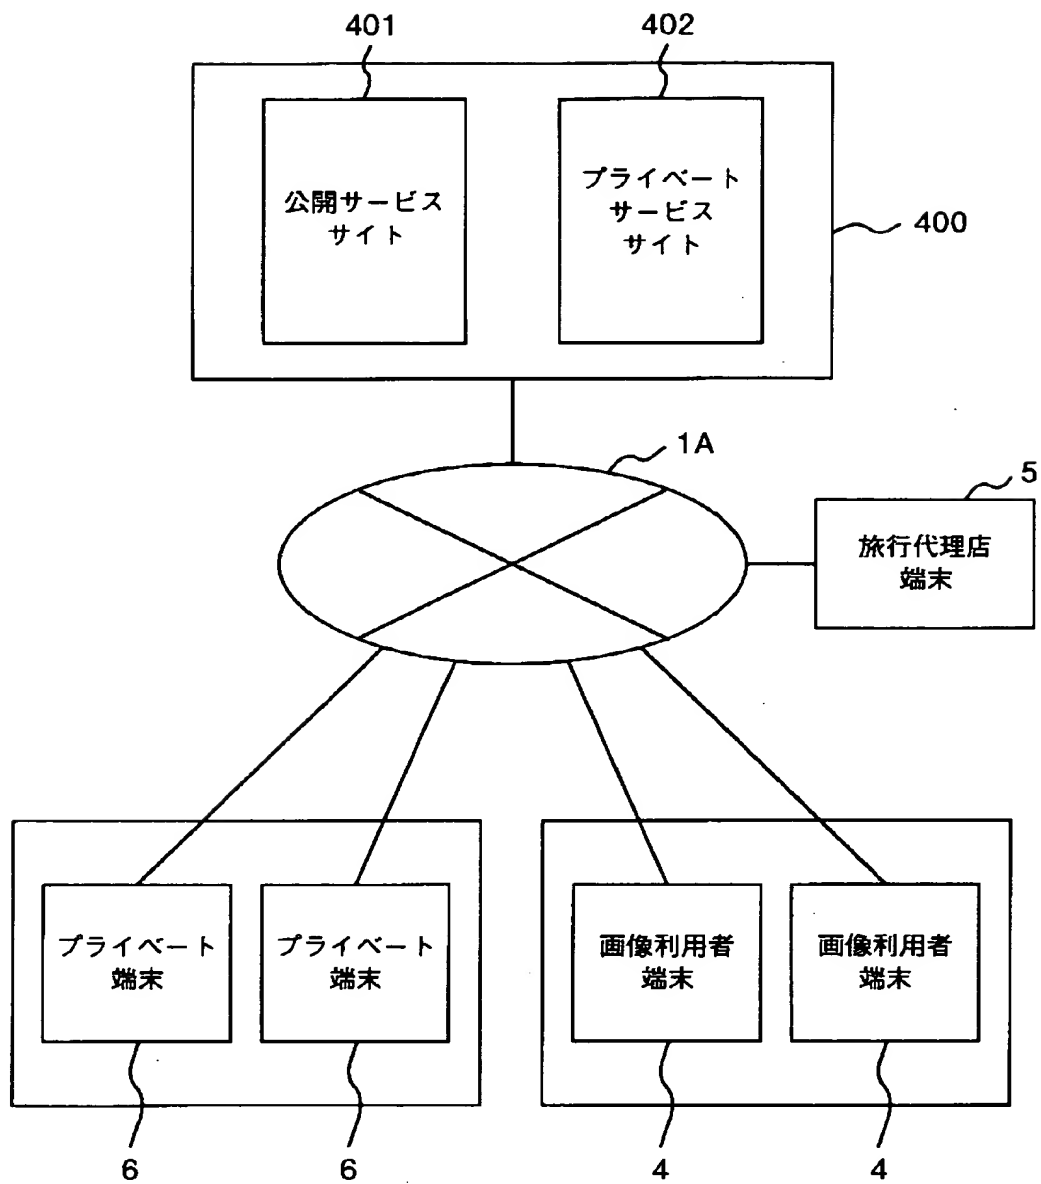 401
402
公開サービス
サイト
プライベート
サービス
サイト
400
1A
5
旅行代理店
端末
プライベート
端末
プライベート
端末
画像利用者
端末
画像利用者
端末
6
6
4
4